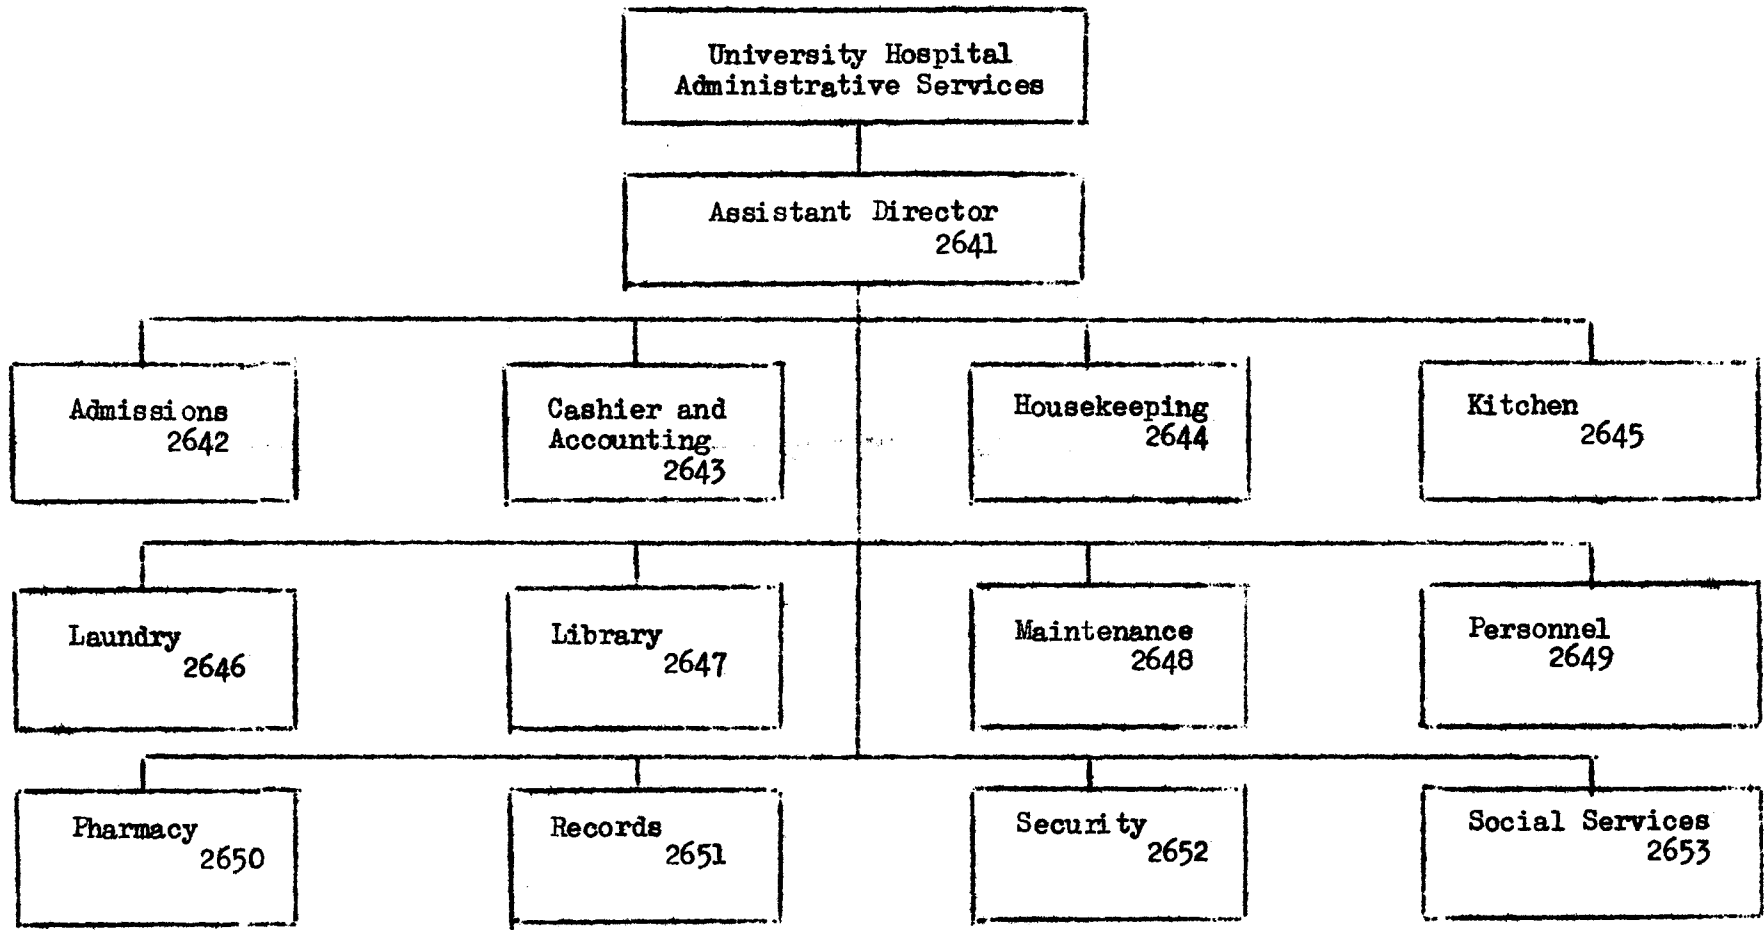 University Hospital
Administrative Services
Assistant Director
2641
Admissions
2642
Cashier and
Accounting
2643
Housekeeping
2644
Kitchen
2645
Laundry
2646
Library
2647
Maintenance
2648
Personnel
2649
Pharmacy
2650
Records
2651
Security
2652
Social Services
2653